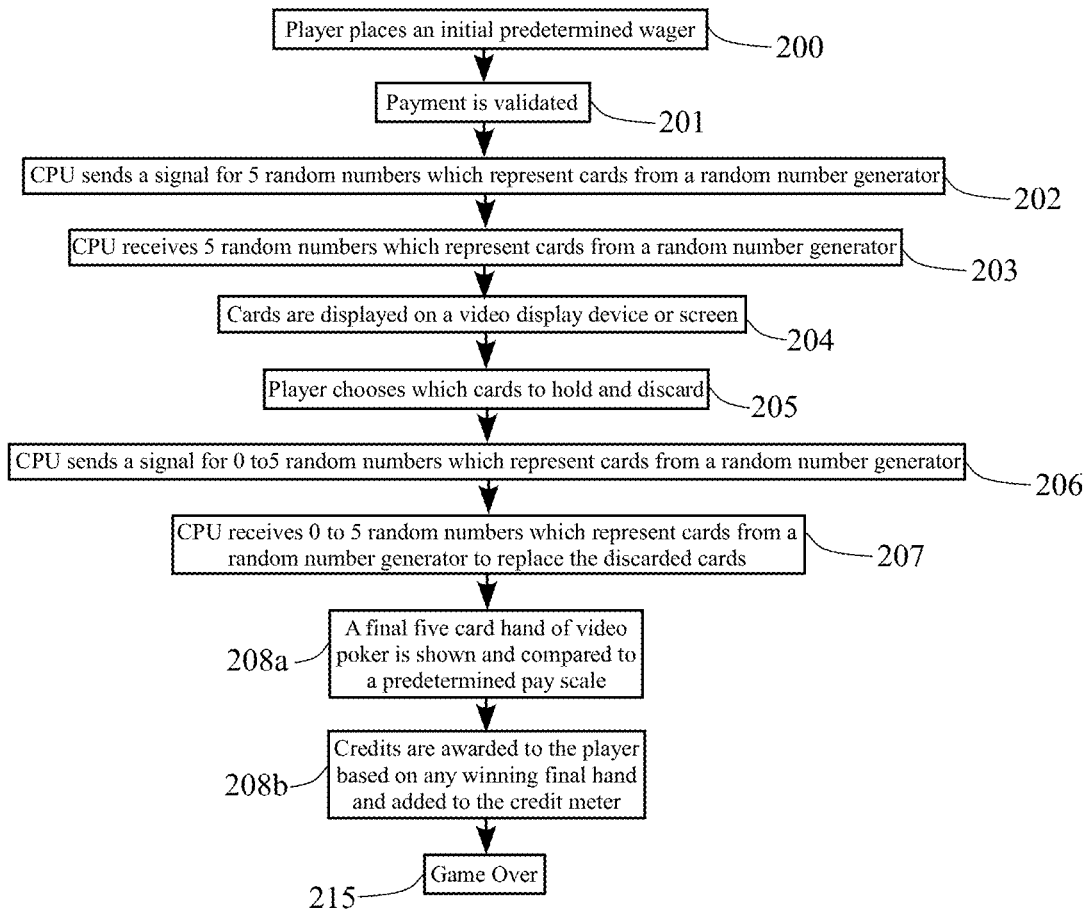 Player places an initial predetermined wager
200
Payment is validated
201
CPU sends a signal for 5 random numbers which represent cards from a random number generator
202
CPU receives 5 random numbers which represent cards from a random number generator
203
Cards are displayed on a video display device or screen
204
Player chooses which cards to hold and discard
205
CPU sends a signal for 0 to5 random numbers which represent cards from a random number generator
206
CPU receives 0 to 5 random numbers which represent cards from a
random number generator to replace the discarded cards
207
208a
A final five card hand of video
poker is shown and compared to
a predetermined pay scale
208b
Credits are awarded to the player
based on any winning final hand
and added to the credit meter
Game Over
215